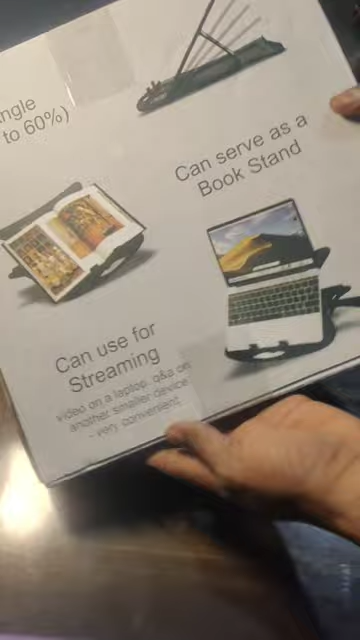 ngle
to 60%)
Can serve as a
Book Stand
Can use for
Streaming
video on a laptop, q&a on
another smaller device
- very convenient.